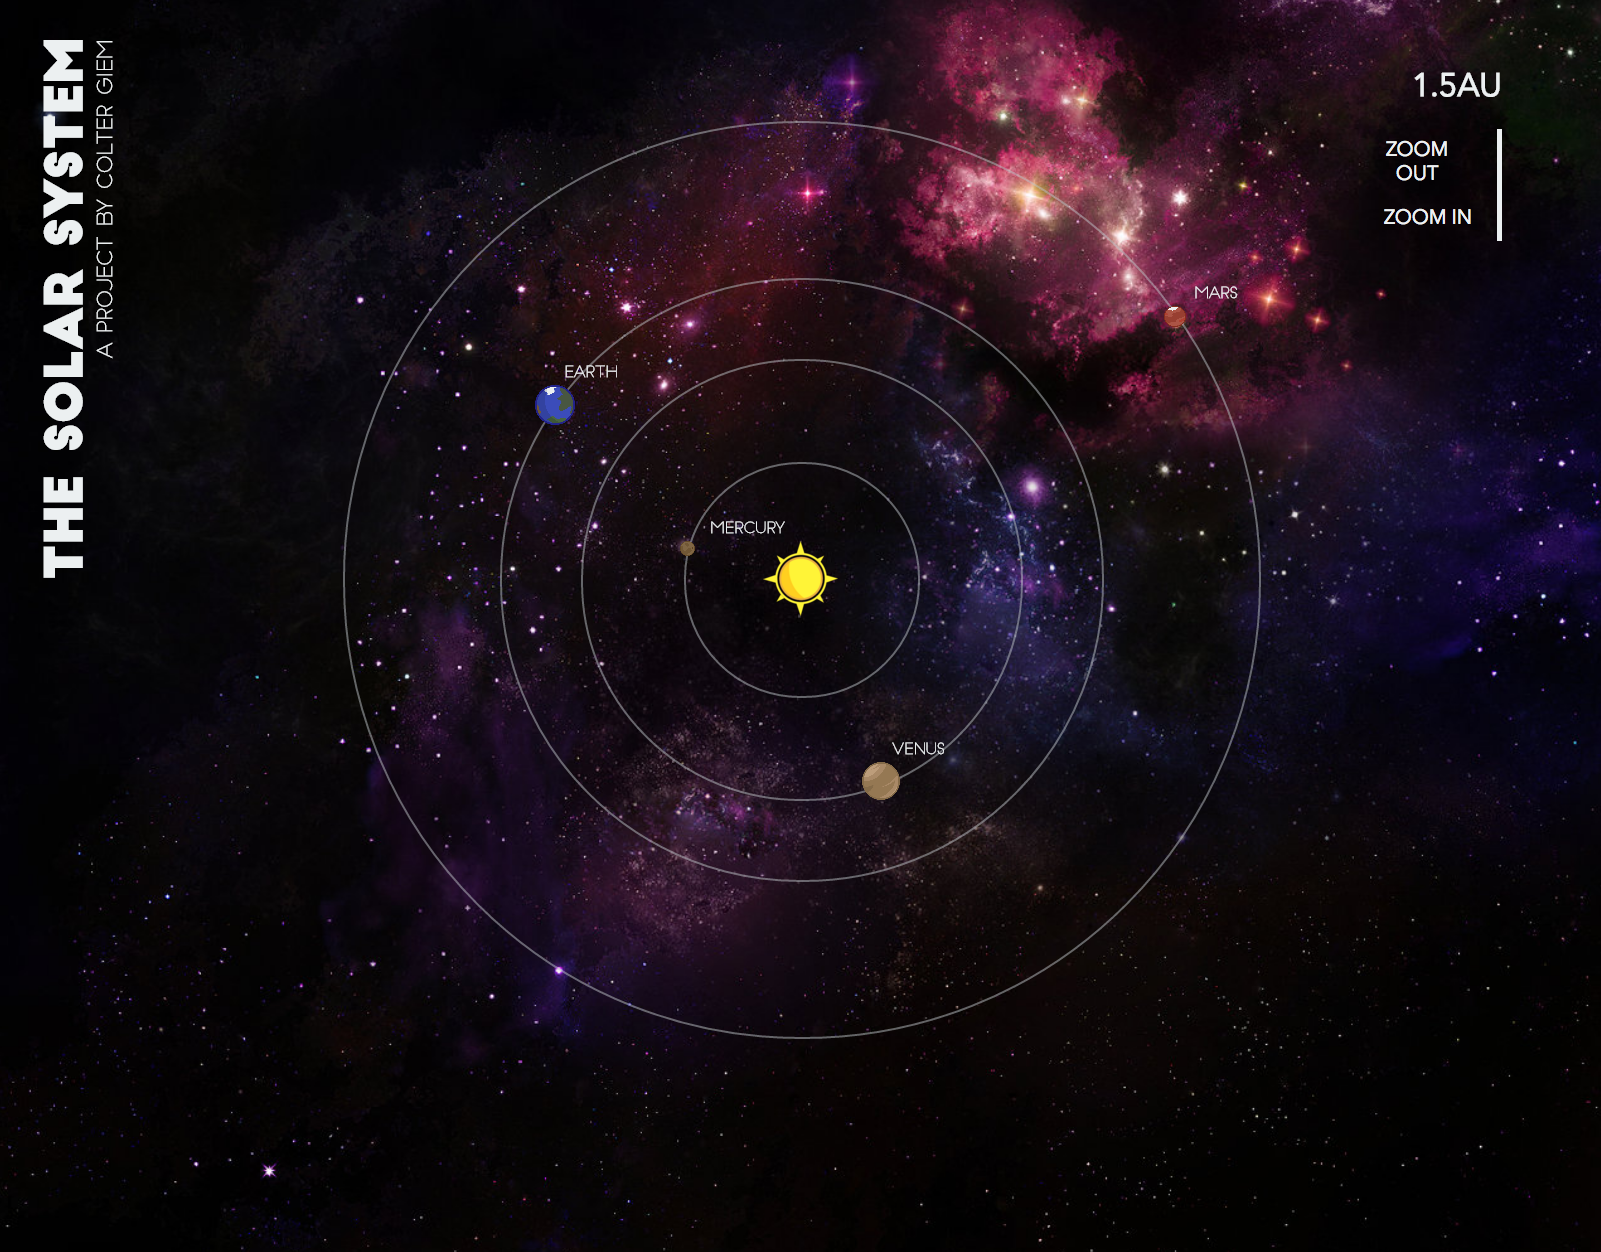 THE SOLAR SYSTEM
A PROJECT BY COLTER GIEM
1.5AU
ZOOM
OUT
ZOOM IN
MARS
EARTH
MERCURY
VENUS